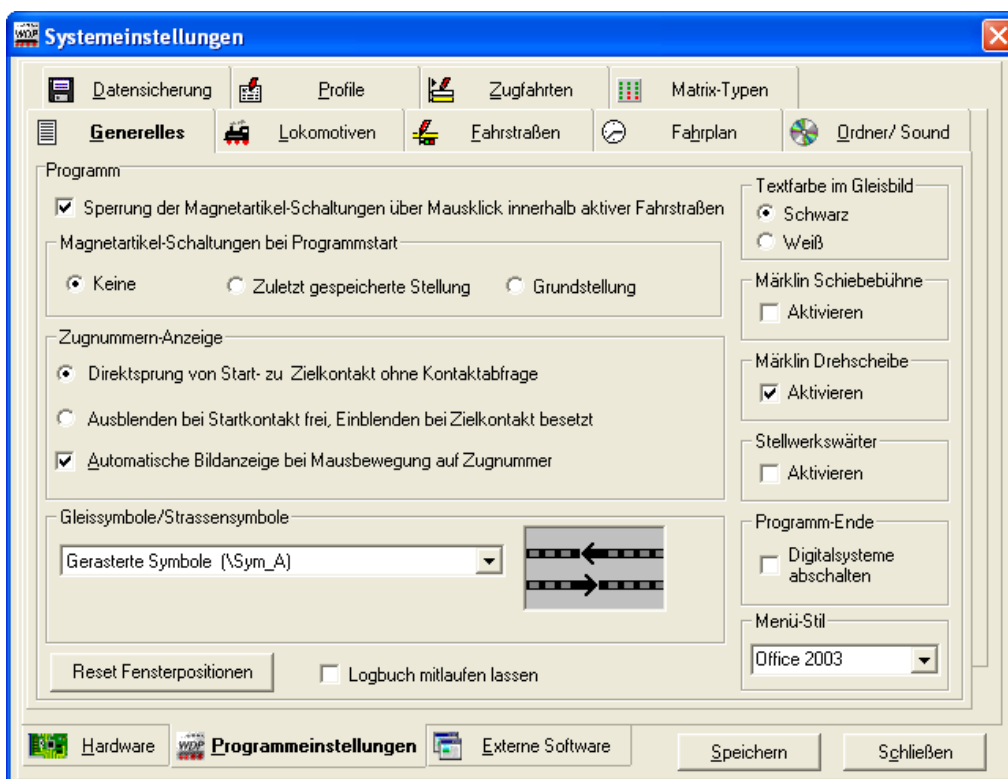 WDP Systemeinstellungen
Datensicherung Profile Zugfahrten Matrix-Typen
Generelles Lokomotiven Fahrstraßen Fahrplan Ordner/ Sound
Programm
Sperrung der Magnetartikel-Schaltungen über Mausklick innerhalb aktiver Fahrstraßen
Magnetartikel-Schaltungen bei Programmstart
Keine Zuletzt gespeicherte Stellung Grundstellung
Zugnummern-Anzeige
Direktsprung von Start- zu Zielkontakt ohne Kontaktabfrage
Ausblenden bei Startkontakt frei, Einblenden bei Zielkontakt besetzt
Automatische Bildanzeige bei Mausbewegung auf Zugnummer
Gleissymbole/Strassensymbole
Gerasterte Symbole (\Sym_A)
Reset Fensterpositionen Logbuch mitlaufen lassen
Textfarbe im Gleisbild
Schwarz
Weiß
Märklin Schiebebühne
Aktivieren
Märklin Drehscheibe
Aktivieren
Stellwerkswärter
Aktivieren
Programm-Ende
Digitalsysteme
abschalten
Menü-Stil
Office 2003
Hardware WDP Programmeinstellungen Externe Software Speichern Schließen